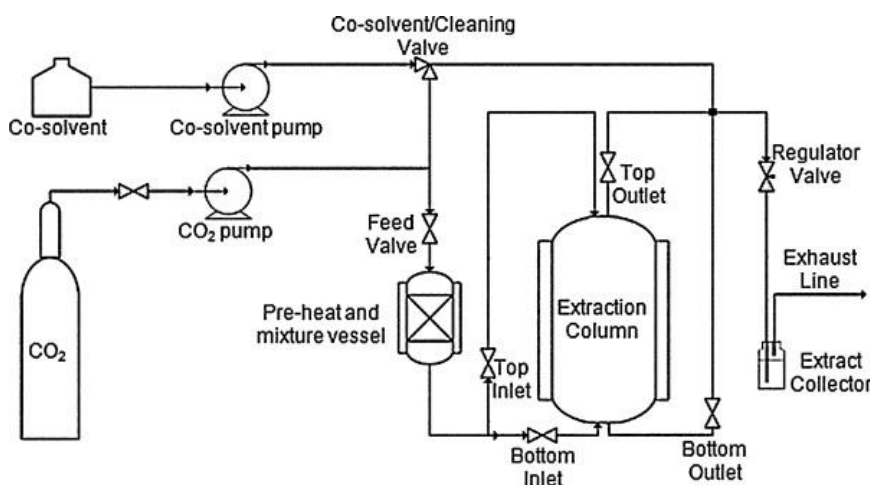 Co-solvent/Cleaning
Valve
Co-solvent
Co-solvent pump
Top
Outlet
Regulator
Valve
CO₂ pump
Feed
Valve
Exhaust
Line
Pre-heat and
mixture vessel
Extraction
Column
CO₂
Top
Inlet
Extract
Collector
Bottom
Inlet
Bottom
Outlet